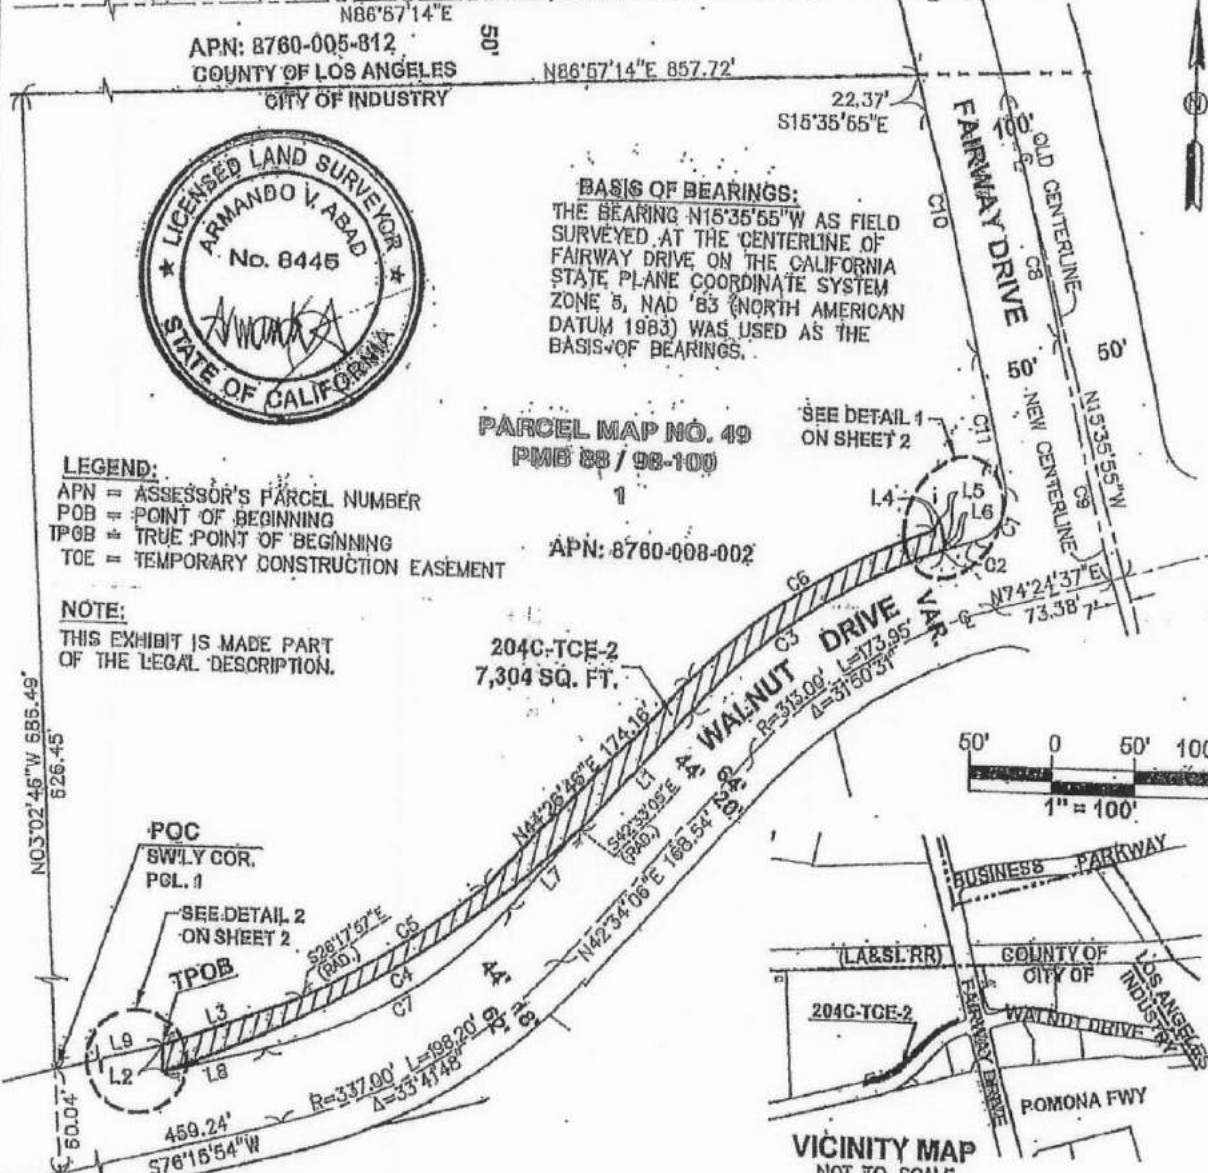 N86°57'14"E
50'
APN: 8760-005-812
COUNTY OF LOS ANGELES
CITY OF INDUSTRY
N86°57'14"E 857.72'
22.37'
S15°35'55"E
LICENSED LAND SURVEYOR
ARMANDO V. ABAD
No. 8445
STATE OF CALIFORNIA
BASIS OF BEARINGS:
THE BEARING N15°35'55"W AS FIELD
SURVEYED AT THE CENTERLINE OF
FAIRWAY DRIVE ON THE CALIFORNIA
STATE PLANE COORDINATE SYSTEM
ZONE 5, NAD '83 (NORTH AMERICAN
DATUM 1983) WAS USED AS THE
BASIS OF BEARINGS.
FAIRWAY DRIVE
100'
OLD CENTERLINE
C10
C8
50'
50'
N
PARCEL MAP NO. 49
PMB 88 / 98-100
1
APN: 8760-008-002
SEE DETAIL 1
ON SHEET 2
C11
NEW CENTERLINE
C9
N15°35'55"W
L4
L5
L6
C2
N74°24'37"E
73.38'
7'
LEGEND:
APN = ASSESSOR'S PARCEL NUMBER
POB = POINT OF BEGINNING
TPOB = TRUE POINT OF BEGINNING
TCE = TEMPORARY CONSTRUCTION EASEMENT
NOTE:
THIS EXHIBIT IS MADE PART
OF THE LEGAL DESCRIPTION.
204C-TCE-2
7,304 SQ. FT.
C6
C3
WALNUT DRIVE
VAR.
R=313.00' L=173.95'
Δ=31°50'31"
N44°26'46"E 174.16'
L1
44'
64'
20'
S42°33'05"E
(RAD.)
L7
N42°34'06"E 168.54'
N03°02'46"W 685.49'
626.45'
POC
SW'LY COR.
PCL. 1
SEE DETAIL 2
ON SHEET 2
TPOB
S26°17'57"E
(RAD.)
C5
C4
C7
L3
L9
L2
L8
44'
62'
18'
R=337.00' L=198.20'
Δ=33°41'48"
60.04'
459.24'
S76°15'54"W
50' 0 50' 100
1" = 100'
BUSINESS PARKWAY
(LA&SL RR)
COUNTY OF
CITY OF
LOS ANGELES
INDUSTRY
204C-TCE-2
WALNUT DRIVE
FAIRWAY DRIVE
POMONA FWY
VICINITY MAP
NOT TO SCALE